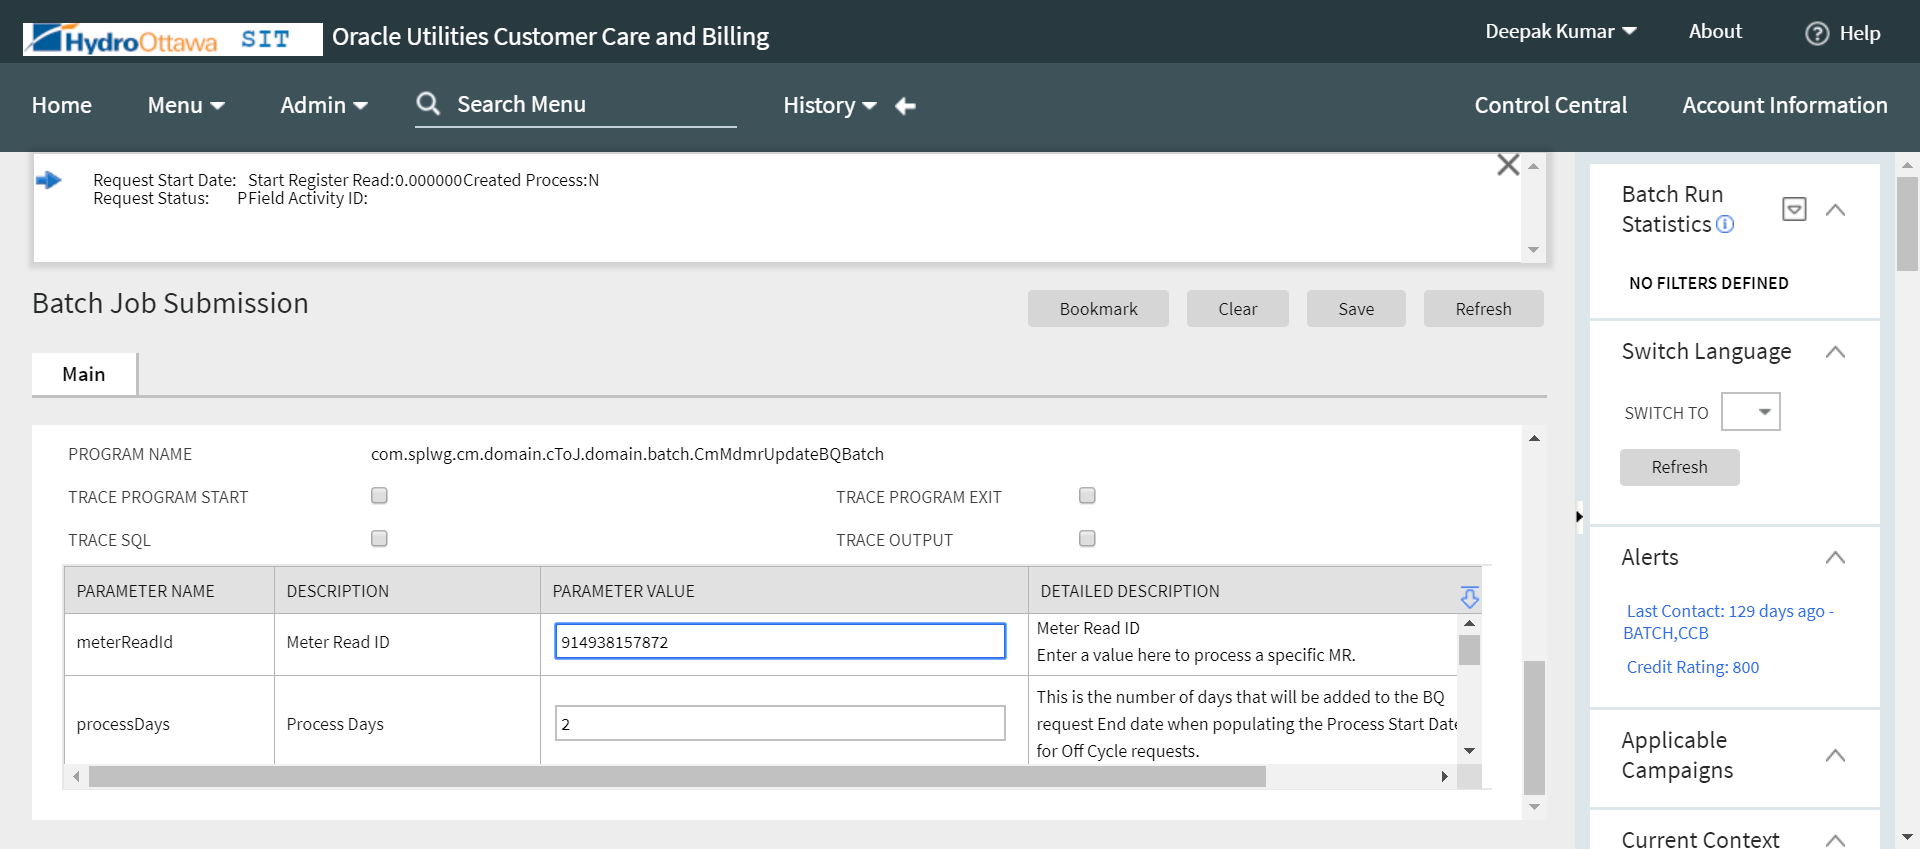 HydroOttawa SIT Oracle Utilities Customer Care and Billing
Deepak Kumar About ? Help
Home Menu Admin Search Menu History Control Central Account Information
Request Start Date: Start Register Read:0.000000Created Process:N
Request Status: PField Activity ID:
Batch Job Submission
Bookmark Clear Save Refresh
Main
PROGRAM NAME com.splwg.cm.domain.cToJ.domain.batch.CmMdmrUpdateBQBatch
TRACE PROGRAM START TRACE PROGRAM EXIT
TRACE SQL TRACE OUTPUT
PARAMETER NAME DESCRIPTION PARAMETER VALUE DETAILED DESCRIPTION
meterReadId Meter Read ID 914938157872
Meter Read ID
Enter a value here to process a specific MR.
processDays Process Days 2
This is the number of days that will be added to the BQ
request End date when populating the Process Start Date
for Off Cycle requests.
Batch Run
Statistics i
NO FILTERS DEFINED
Switch Language
SWITCH TO
Refresh
Alerts
Last Contact: 129 days ago -
BATCH,CCB
Credit Rating: 800
Applicable
Campaigns
Current Context